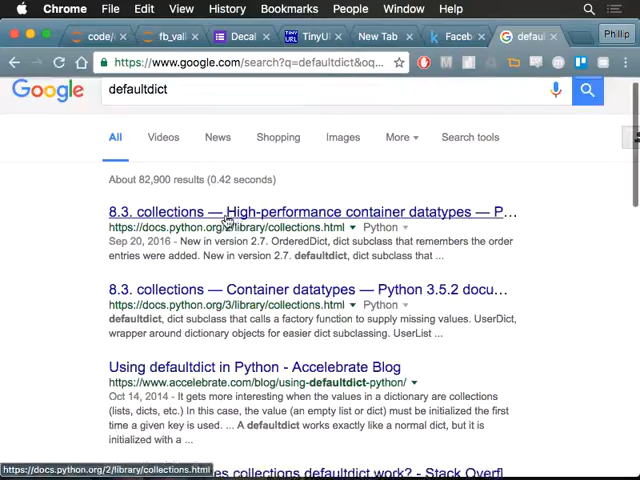 Chrome File Edit View History Bookmarks People Window Help
code/ fb_val Decal TinyU New Tab Faceb defau Phillip
https://www.google.com/search?q=defaultdict&oq…
Google defaultdict
All Videos News Shopping Images More Search tools
About 82,900 results (0.42 seconds)
8.3. collections — High-performance container datatypes — P...
https://docs.python.org/2/library/collections.html Python
Sep 20, 2016 - New in version 2.7. OrderedDict, dict subclass that remembers the order
entries were added. New in version 2.7. defaultdict, dict subclass that ...
8.3. collections — Container datatypes — Python 3.5.2 docu...
https://docs.python.org/3/library/collections.html Python
defaultdict, dict subclass that calls a factory function to supply missing values. UserDict,
wrapper around dictionary objects for easier dict subclassing. UserList ...
Using defaultdict in Python - Accelebrate Blog
https://www.accelebrate.com/blog/using-defaultdict-python/
Oct 14, 2014 - It gets more interesting when the values in a dictionary are collections
(lists, dicts, etc.) In this case, the value (an empty list or dict) must be initialized the first
time a given key is used. ... A defaultdict works exactly like a normal dict, but it is
initialized with a ...
https://docs.python.org/2/library/collections.html
es collections defaultdict work? - Stack Overfl